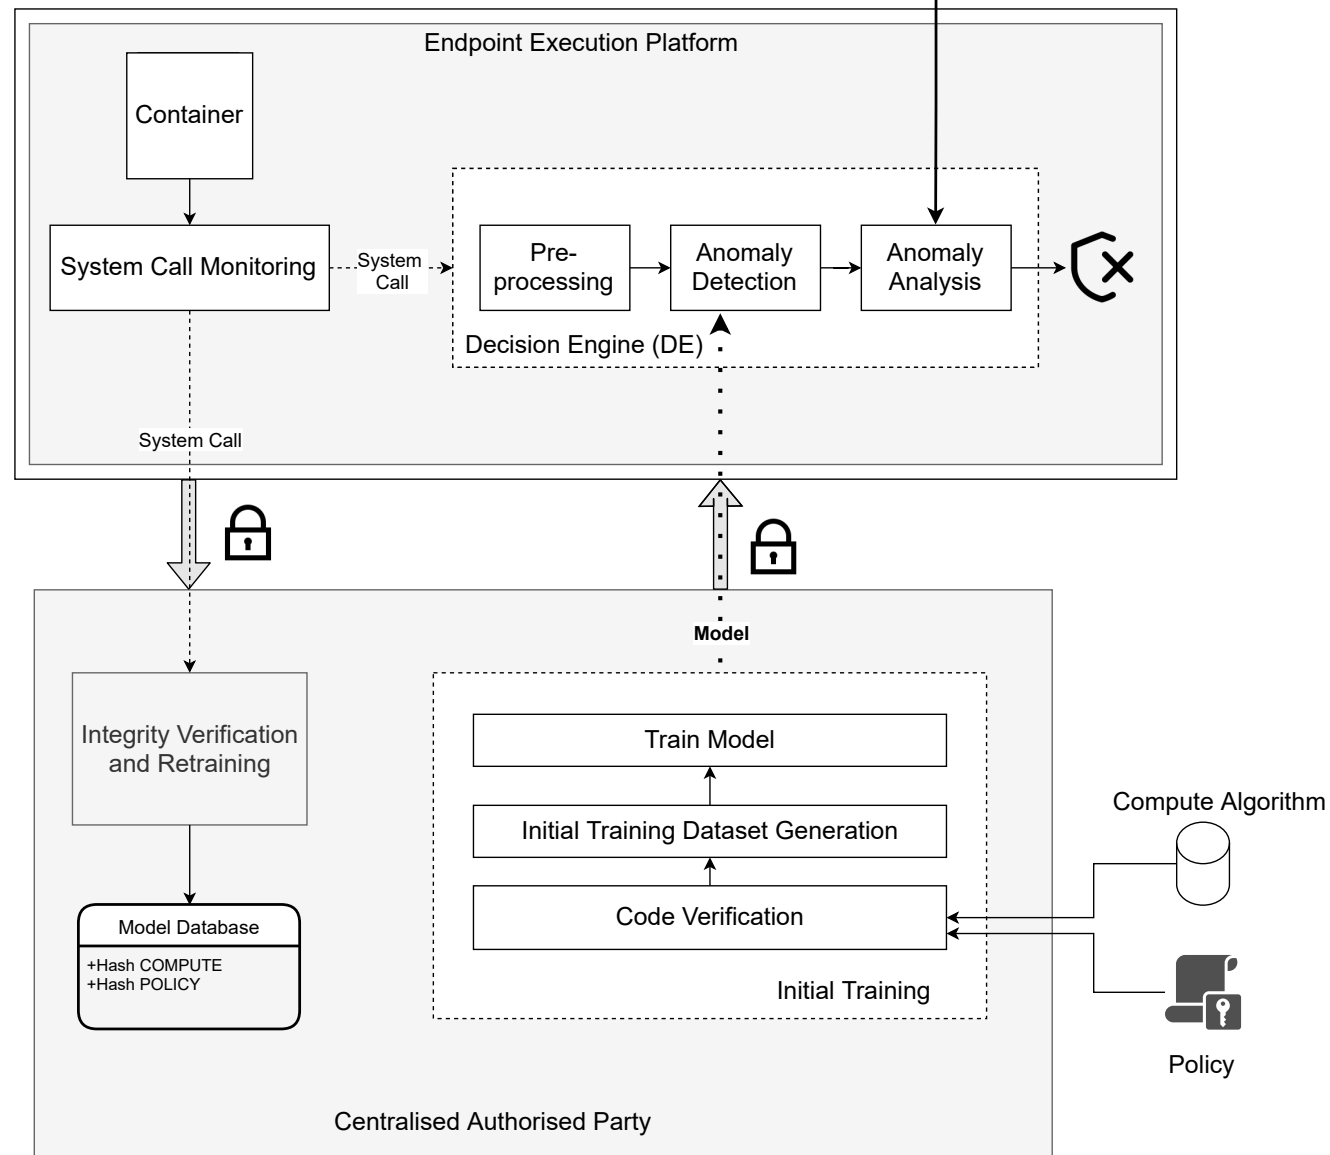 Endpoint Execution Platform
Container
System Call Monitoring
System
Call
Pre-
processing
Anomaly
Detection
Anomaly
Analysis
Decision Engine (DE)
System Call
Model
Integrity Verification
and Retraining
Train Model
Initial Training Dataset Generation
Code Verification
Initial Training
Compute Algorithm
Model Database
+Hash COMPUTE
+Hash POLICY
Policy
Centralised Authorised Party